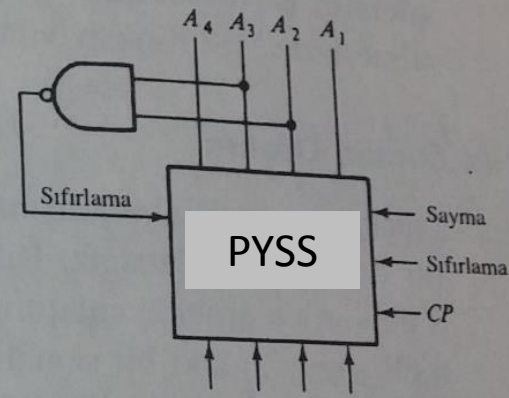 A4 A3 A2 A1
Sıfırlama
PYSS
Sayma
Sıfırlama
CP